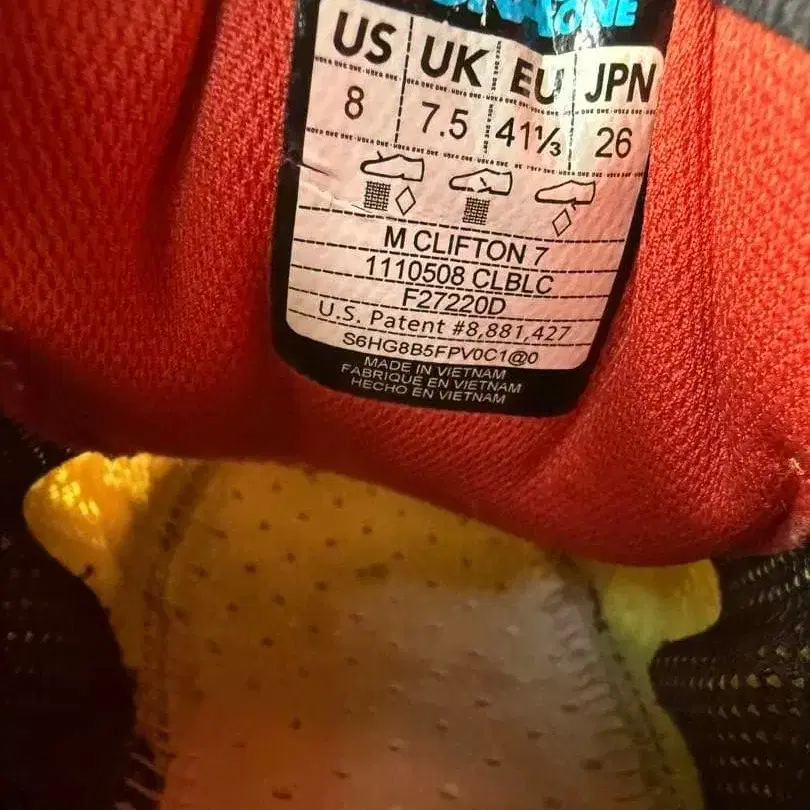 ONE
US UK EU JPN
8 7.5 41⅓ 26
M CLIFTON 7
1110508 CLBLC
F27220D
U.S. Patent #8,881,427
S6HG8B5FPV0C1@0
MADE IN VIETNAM
FABRIQUE EN VIETNAM
HECHO EN VIETNAM